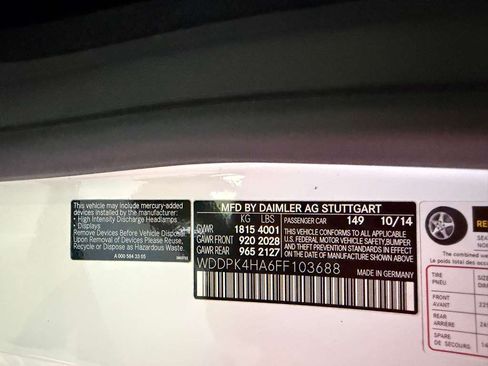 This vehicle may include mercury-added
devices installed by the manufacturer:
- High Intensity Discharge Headlamps
- Displays
Remove Devices Before Vehicle Disposal
Upon Removal of Devices Please Reuse,
Recycle or Dispose as Hazardous Waste.
A 000 584 33 05
MFD BY DAIMLER AG STUTTGART
KG LBS PASSENGER CAR 149 10/14
GVWR 1815 4001
GAWR FRONT 920 2028
GAWR REAR 965 2127
THIS VEHICLE CONFORMS TO ALL APPLICABLE
U.S. FEDERAL MOTOR VEHICLE SAFETY, BUMPER
AND THEFT PREVENTION STANDARDS IN EFFECT
ON THE DATE OF MANUFACTURE SHOWN ABOVE.
WDDPK4HA6FF103688
The combined
Le poids total des
TIRE
PNEU
FRONT
AVANT
REAR
ARRIÈRE
SPARE
DE SECOURS